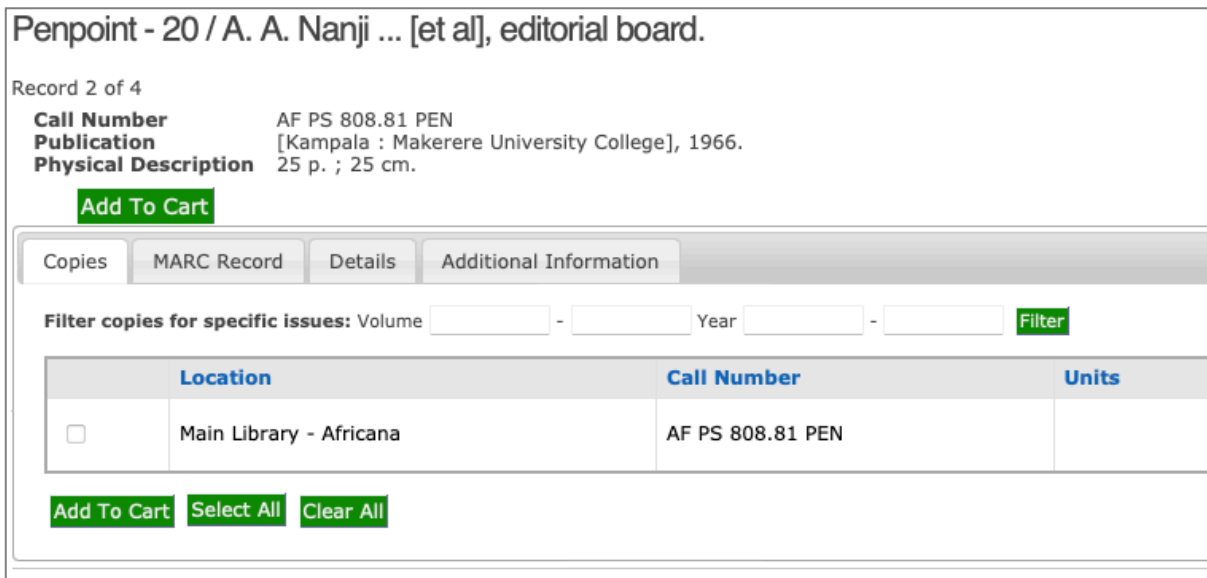 Penpoint - 20 / A. A. Nanji ... [et al], editorial board.
Record 2 of 4
Call Number AF PS 808.81 PEN
Publication [Kampala : Makerere University College], 1966.
Physical Description 25 p. ; 25 cm.
Add To Cart
Copies MARC Record Details Additional Information
Filter copies for specific issues: Volume - Year - Filter
Location Call Number Units
Main Library - Africana AF PS 808.81 PEN
Add To Cart Select All Clear All